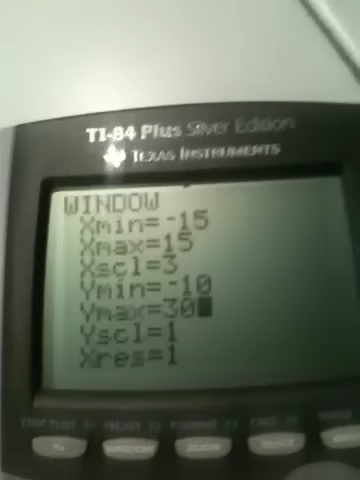 TI-84 Plus Silver Edition
TEXAS INSTRUMENTS
WINDOW
Xmin=-15
Xmax=15
Xscl=3
Ymin=-10
Ymax=30
Yscl=1
Xres=1